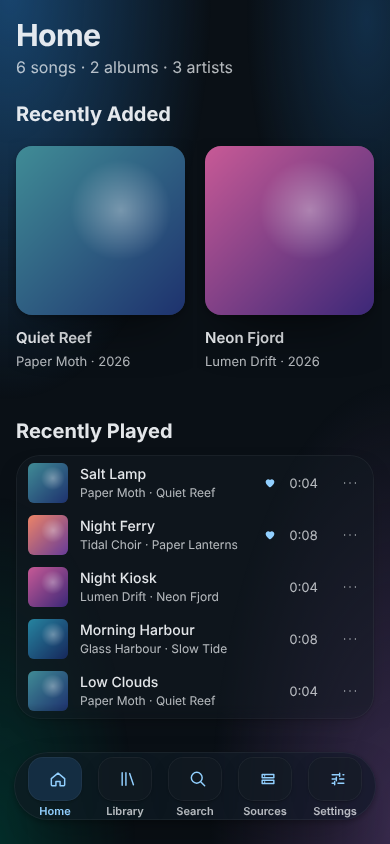 Home
6 songs · 2 albums · 3 artists
Recently Added
Quiet Reef
Paper Moth · 2026
Neon Fjord
Lumen Drift · 2026
Recently Played
Salt Lamp
Paper Moth · Quiet Reef
0:04
Night Ferry
Tidal Choir · Paper Lanterns
0:08
Night Kiosk
Lumen Drift · Neon Fjord
0:04
Morning Harbour
Glass Harbour · Slow Tide
0:08
Low Clouds
Paper Moth · Quiet Reef
0:04
Home
Library
Search
Sources
Settings